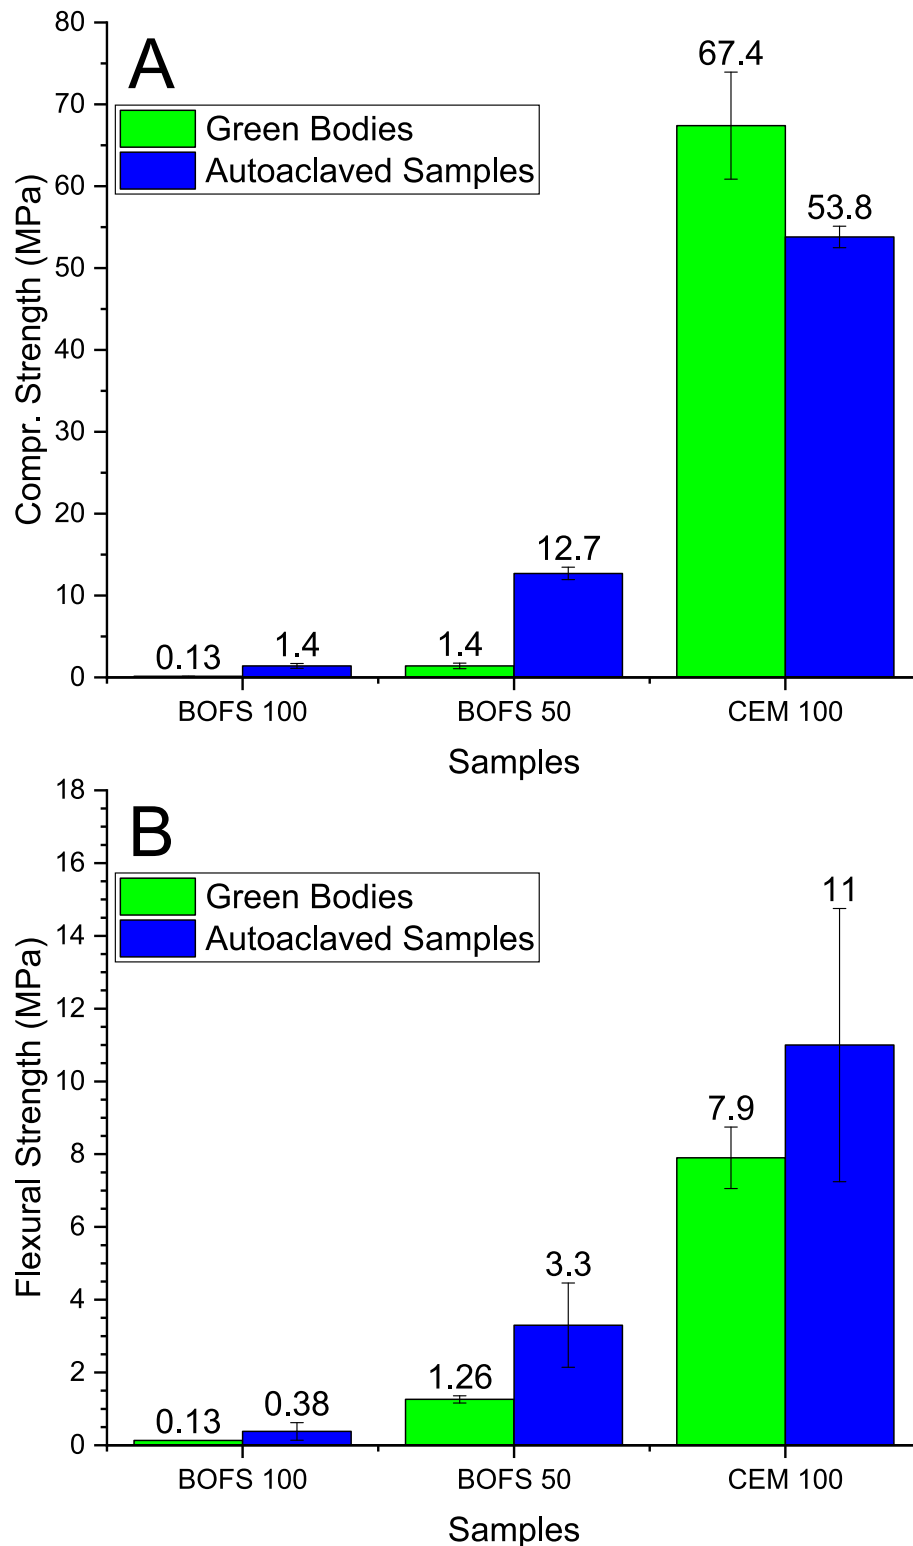 A
Green Bodies
Autoaclaved Samples
Compr. Strength (MPa)
80
70
60
50
40
30
20
10
0
0.13
1.4
1.4
12.7
67.4
53.8
BOFS 100
BOFS 50
CEM 100
Samples
B
Green Bodies
Autoaclaved Samples
Flexural Strength (MPa)
18
16
14
12
10
8
6
4
2
0
0.13
0.38
1.26
3.3
7.9
11
BOFS 100
BOFS 50
CEM 100
Samples